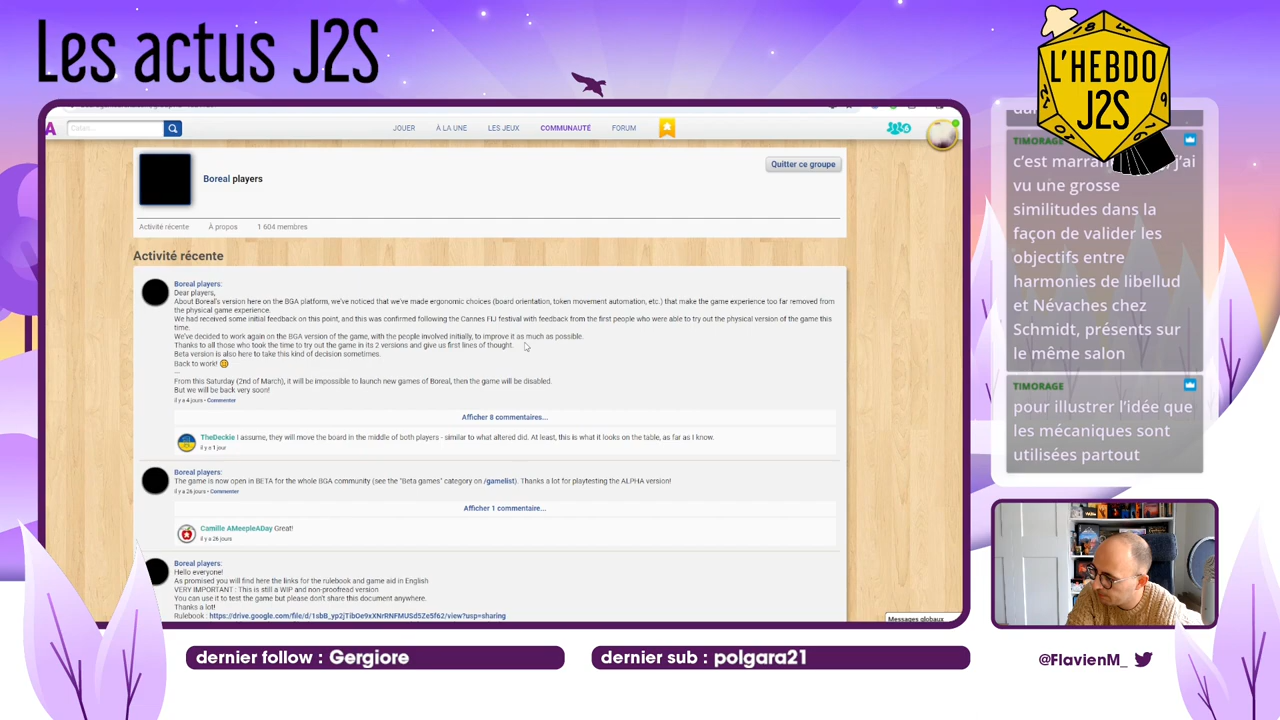 Les actus J2S
L'HEBDO
J2S
18
4
JOUER
À LA UNE
LES JEUX
COMMUNAUTÉ
FORUM
Boreal players
Quitter ce groupe
Activité récente
À propos
1 604 membres
Activité récente
Boreal players:
Dear players,
About Boreal's version here on the BGA platform, we've noticed that we've made ergonomic choices (board orientation, token movement automation, etc.) that make the game experience too far removed from
the physical game experience.
We had received some initial feedback on this point, and this was confirmed following the Cannes FIJ festival with feedback from the first people who were able to try out the physical version of the game this
time.
We've decided to work again on the BGA version of the game, with the people involved initially, to improve it as much as possible.
Thanks to all those who took the time to try out the game in its 2 versions and give us first lines of thought.
Beta version is also here to take this kind of decision sometimes.
Back to work!
---
From this Saturday (2nd of March), it will be impossible to launch new games of Boreal, then the game will be disabled.
But we will be back very soon!
il y a 4 jours • Commenter
Afficher 8 commentaires...
TheDeckie I assume, they will move the board in the middle of both players - similar to what altered did. At least, this is what it looks on the table, as far as I know.
il y a 1 jour
Boreal players:
The game is now open in BETA for the whole BGA community (see the "Beta games" category on /gamelist). Thanks a lot for playtesting the ALPHA version!
il y a 26 jours • Commenter
Afficher 1 commentaire...
Camille AMeepleADay Great!
il y a 26 jours
Boreal players:
Hello everyone!
As promised you will find here the links for the rulebook and game aid in English
VERY IMPORTANT : This is still a WIP and non-proofread version
You can use it to test the game but please don't share this document anywhere.
Thanks a lot!
Messages globaux
TIMORAGE
c'est marran
j'ai
vu une grosse
similitudes dans la
façon de valider les
objectifs entre
harmonies de libellud
et Névaches chez
Schmidt, présents sur
le même salon
TIMORAGE
pour illustrer l'idée que
les mécaniques sont
utilisées partout
dernier follow : Gergiore
dernier sub : polgara21
@FlavienM_